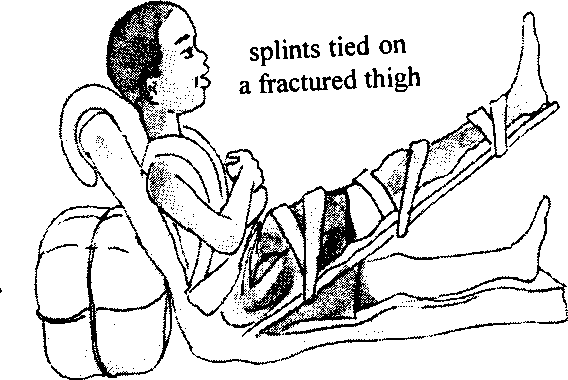 splints tied on
a fractured thigh